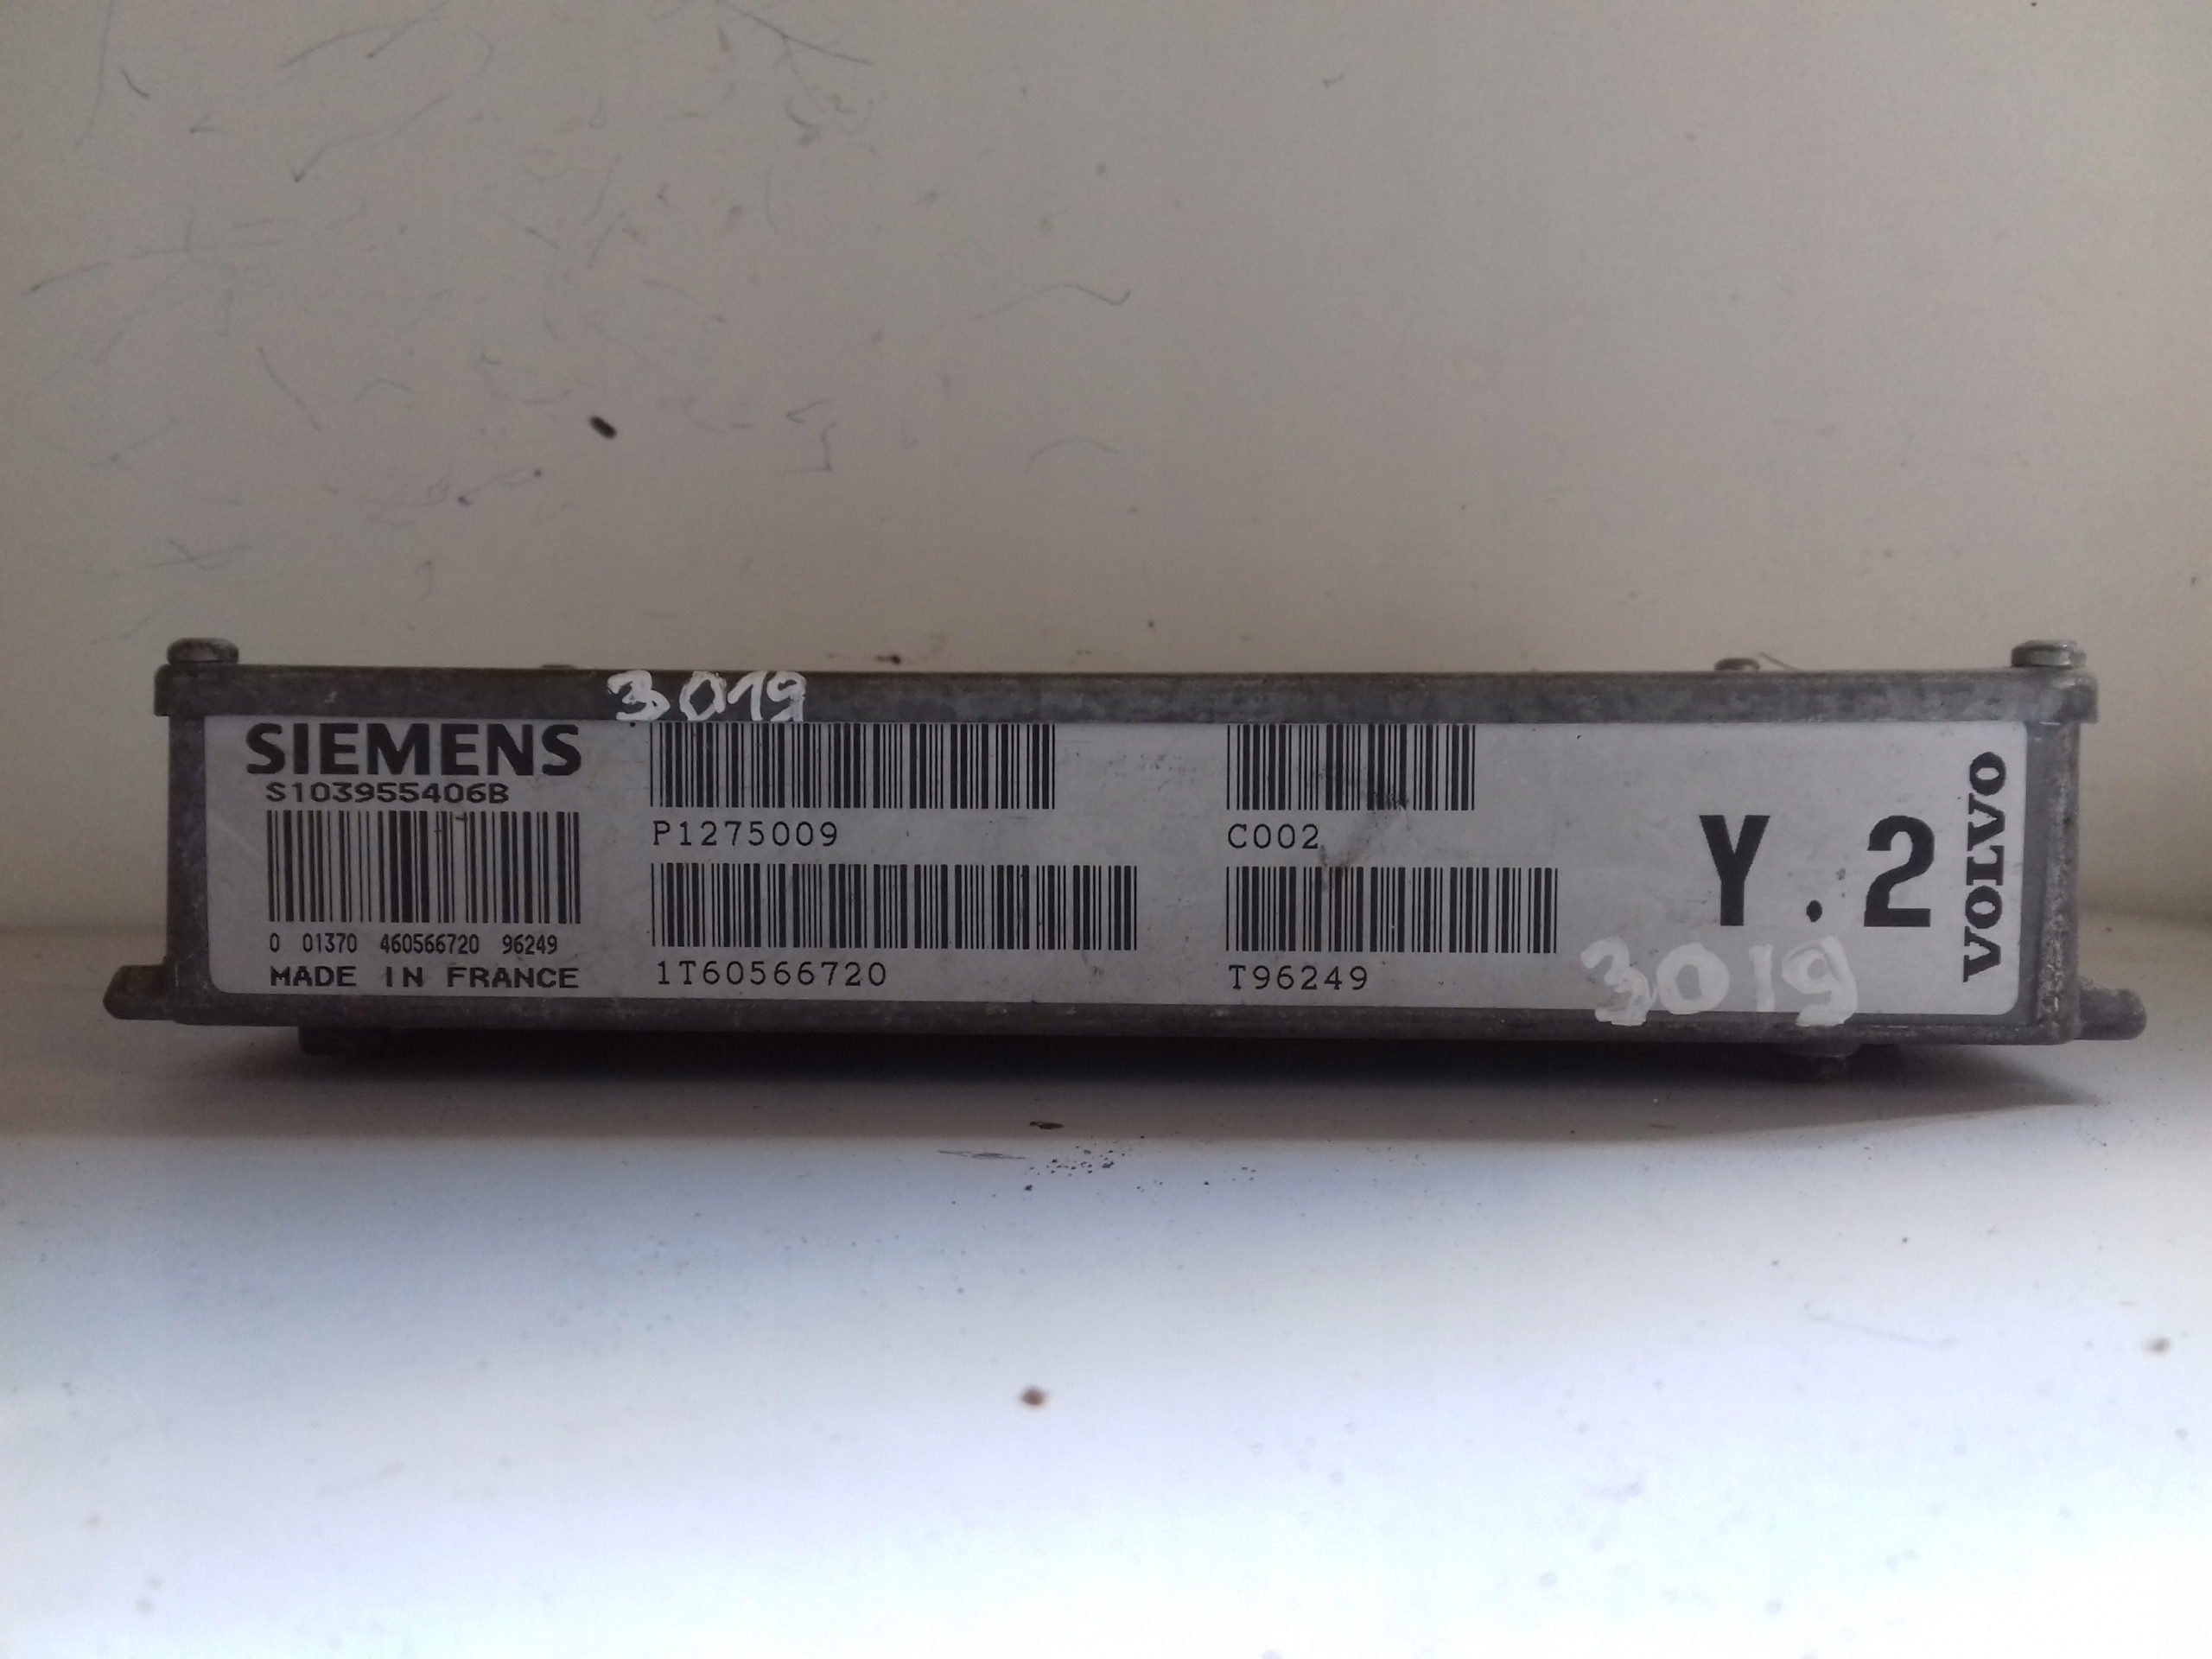 3019
SIEMENS
S103955406B
0 01370 460566720 96249
MADE IN FRANCE
P1275009
1T60566720
C002
T96249
Y.2
VOLVO
3019